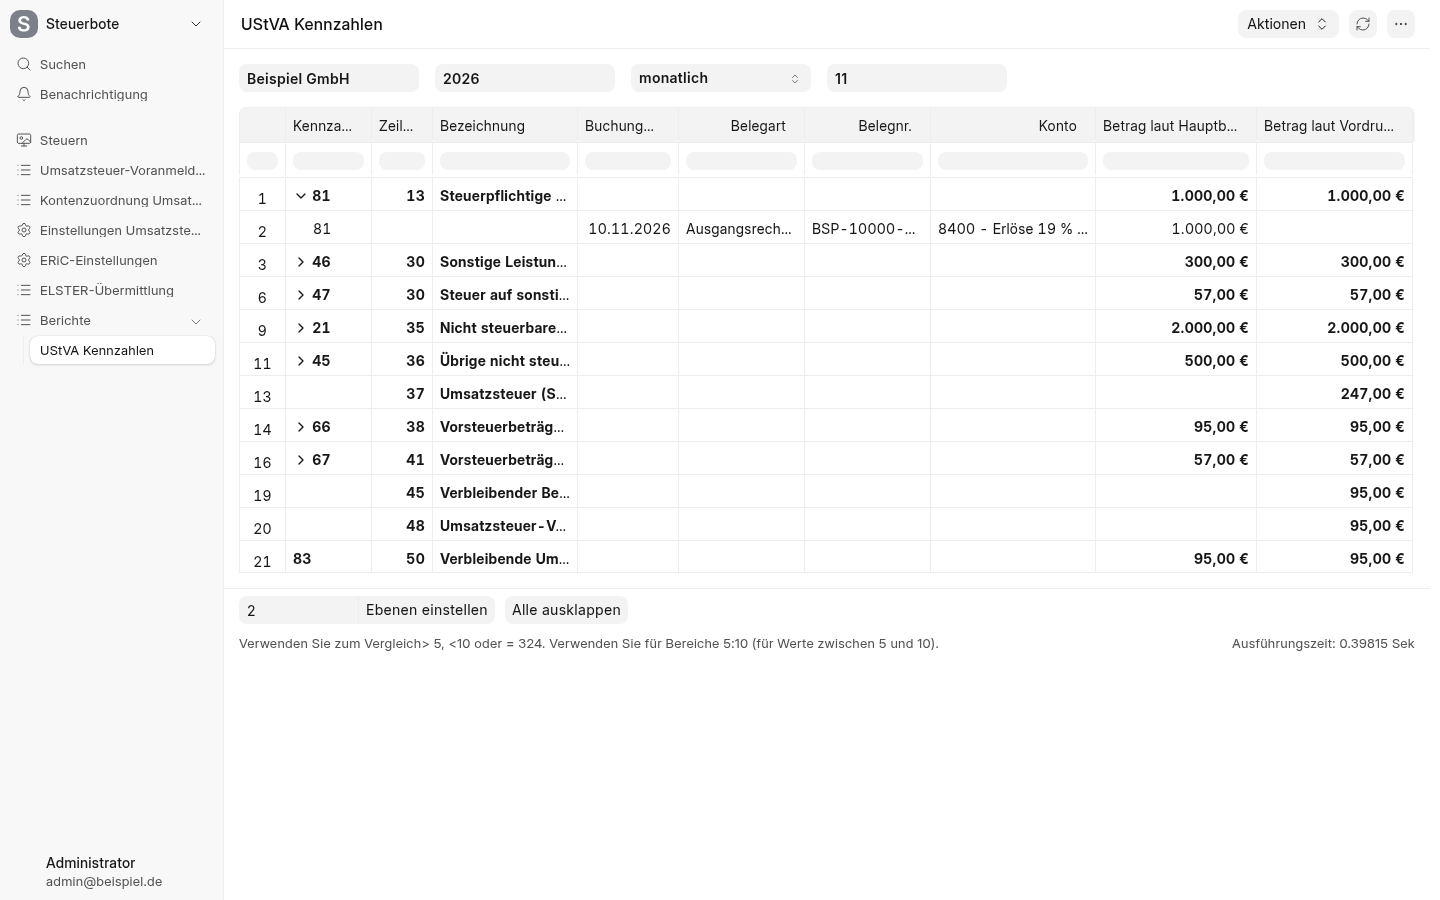 S Steuerbote
Suchen
Benachrichtigung
Steuern
Umsatzsteuer-Voranmeld...
Kontenzuordnung Umsat...
Einstellungen Umsatzste...
ERiC-Einstellungen
ELSTER-Übermittlung
Berichte
UStVA Kennzahlen
Administrator
admin@beispiel.de
UStVA Kennzahlen
Aktionen
Beispiel GmbH 2026 monatlich 11
Kennza... Zeil... Bezeichnung Buchung... Belegart Belegnr. Konto Betrag laut Hauptb... Betrag laut Vordru...
1 81 13 Steuerpflichtige ... 1.000,00 € 1.000,00 €
2 81 10.11.2026 Ausgangsrech... BSP-10000-... 8400 - Erlöse 19 % ... 1.000,00 €
3 46 30 Sonstige Leistun... 300,00 € 300,00 €
6 47 30 Steuer auf sonsti... 57,00 € 57,00 €
9 21 35 Nicht steuerbare... 2.000,00 € 2.000,00 €
11 45 36 Übrige nicht steu... 500,00 € 500,00 €
13 37 Umsatzsteuer (S... 247,00 €
14 66 38 Vorsteuerbeträg... 95,00 € 95,00 €
16 67 41 Vorsteuerbeträg... 57,00 € 57,00 €
19 45 Verbleibender Be... 95,00 €
20 48 Umsatzsteuer-V... 95,00 €
21 83 50 Verbleibende Um... 95,00 € 95,00 €
2 Ebenen einstellen Alle ausklappen
Verwenden Sie zum Vergleich> 5, <10 oder = 324. Verwenden Sie für Bereiche 5:10 (für Werte zwischen 5 und 10).
Ausführungszeit: 0.39815 Sek